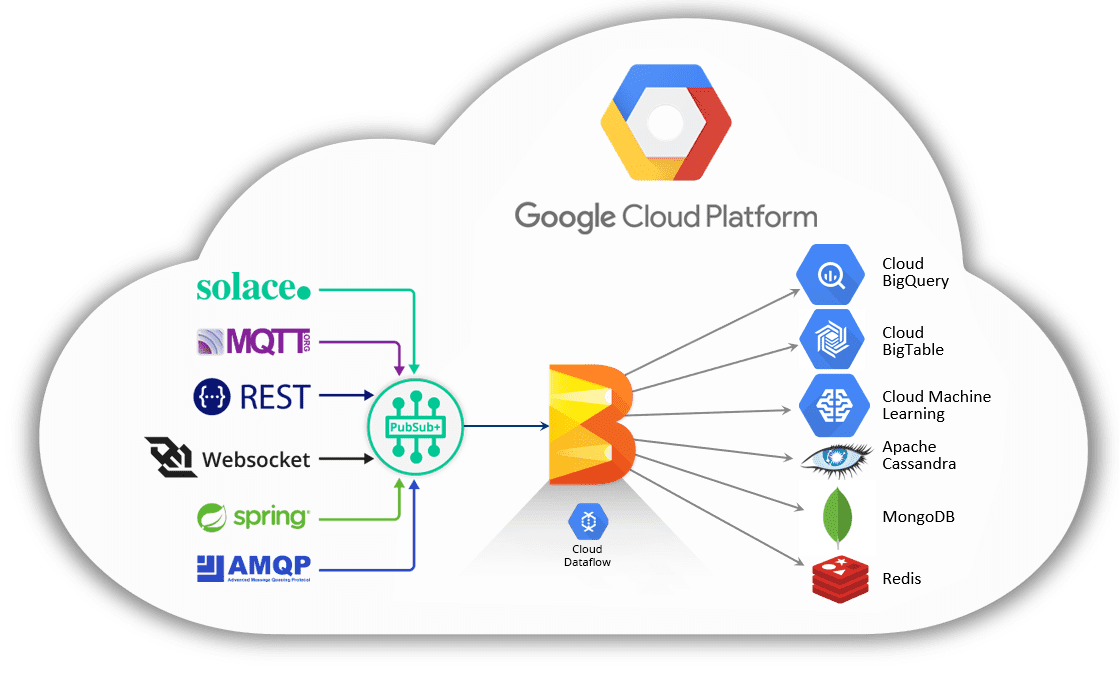 Google Cloud Platform
solace.
MQTT
.ORG
REST
Websocket
spring
AMQP
Advanced Message Queuing Protocol
PubSub+
Cloud
Dataflow
Cloud
BigQuery
Cloud
BigTable
Cloud Machine
Learning
Apache
Cassandra
MongoDB
Redis